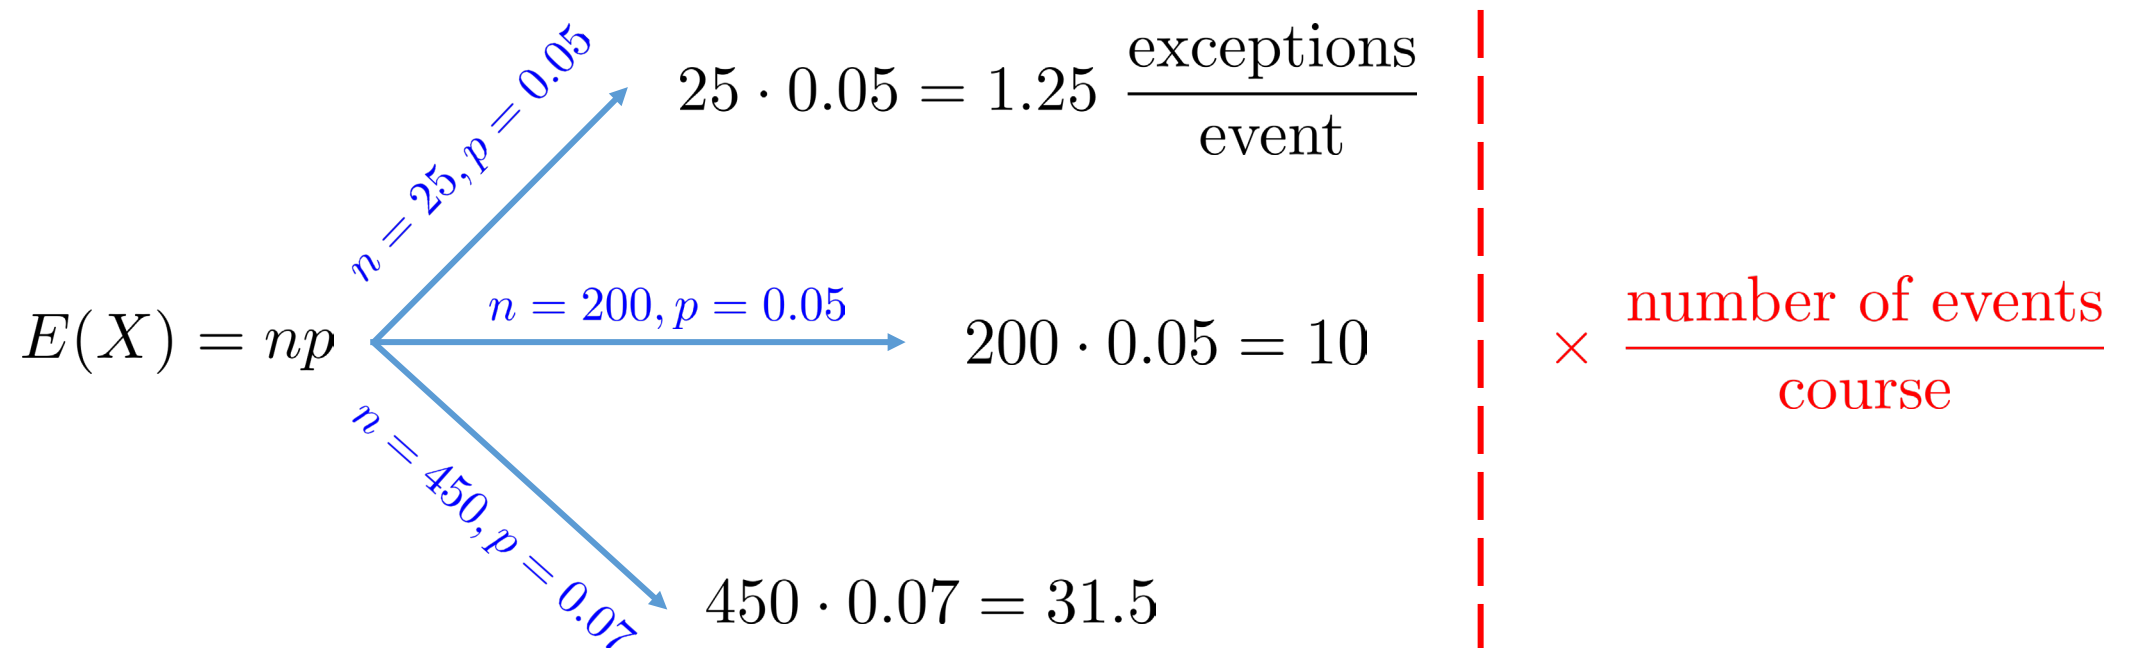 E(X) = np
n = 25, p = 0.05
25 · 0.05 = 1.25 exceptions/event
n = 200, p = 0.05
200 · 0.05 = 10
n = 450, p = 0.07
450 · 0.07 = 31.5
× number of events/course